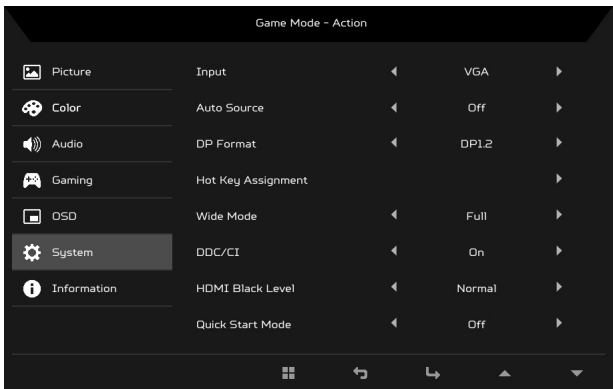 Game Mode - Action
Picture
Input VGA
Color
Auto Source Off
Audio
DP Format DP1.2
Gaming
Hot Key Assignment
OSD
Wide Mode Full
System
DDC/CI On
Information
HDMI Black Level Normal
Quick Start Mode Off